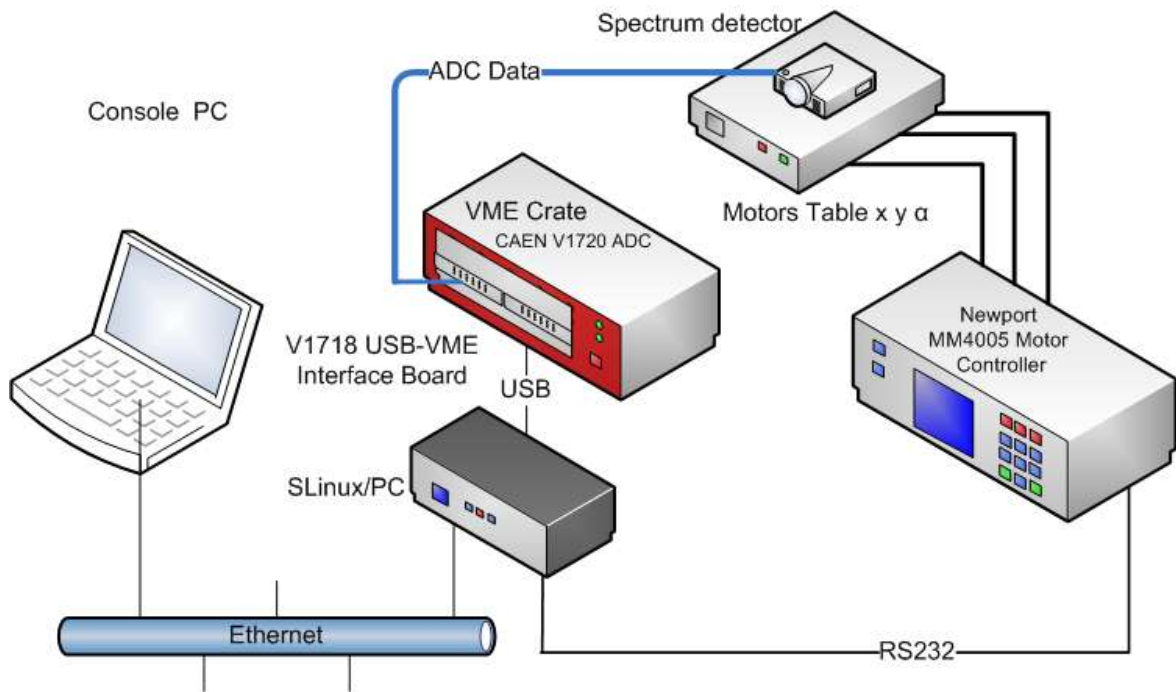 Spectrum detector
ADC Data
Console PC
VME Crate
CAEN V1720 ADC
Motors Table x y α
Newport
MM4005 Motor
Controller
V1718 USB-VME
Interface Board
USB
SLinux/PC
Ethernet
RS232